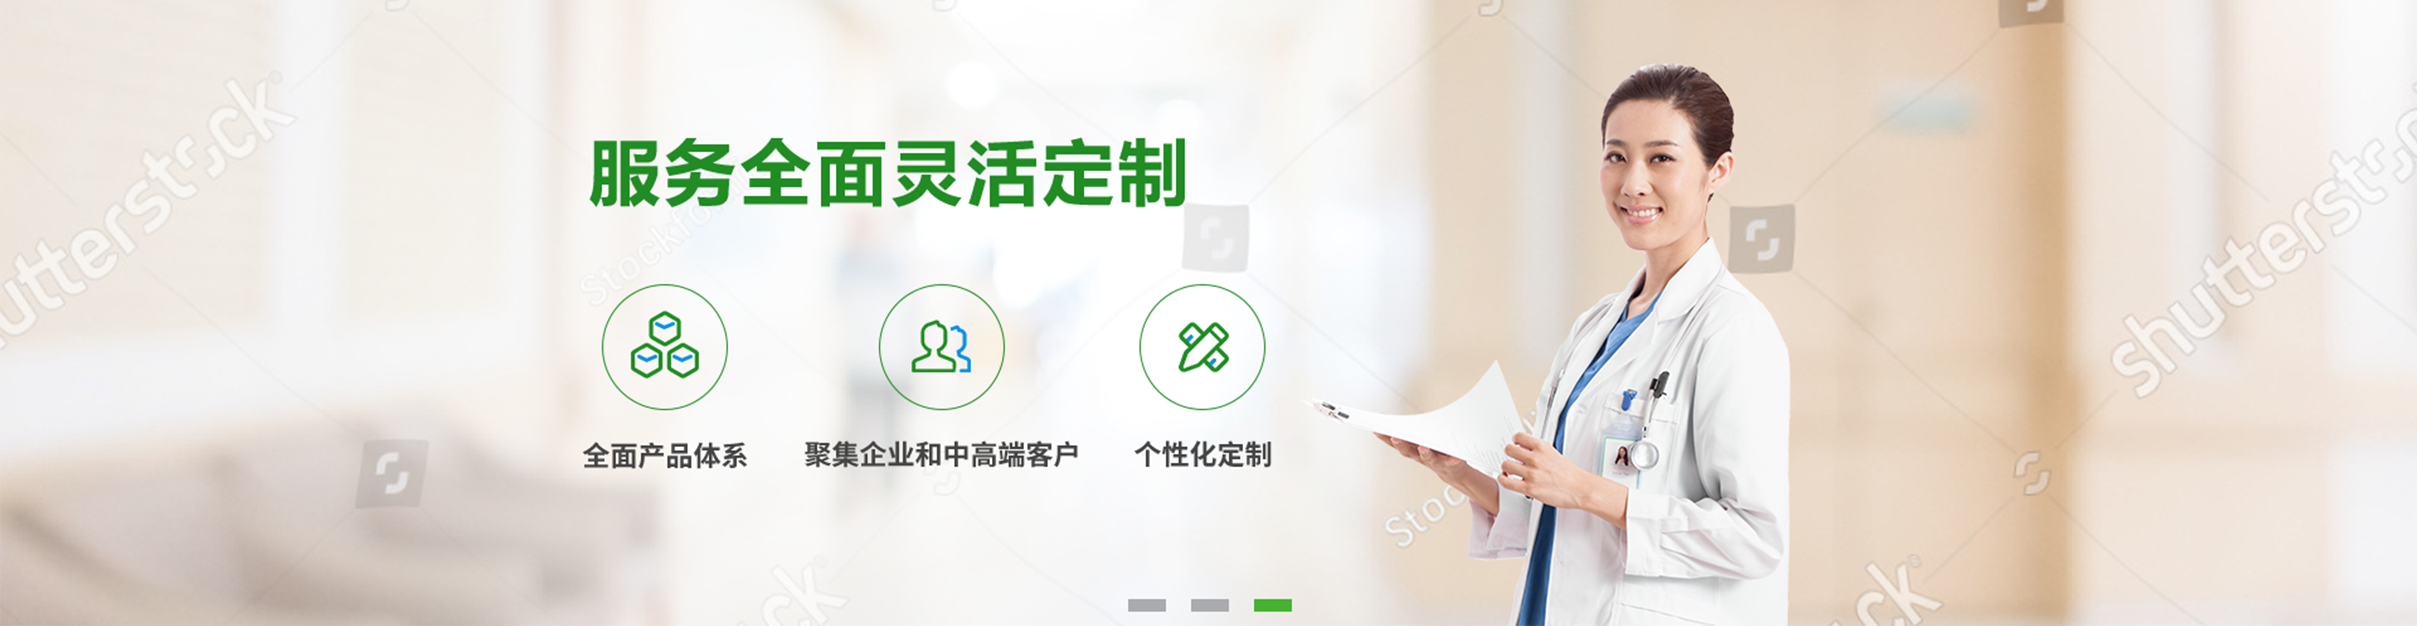 服务全面灵活定制
全面产品体系
聚集企业和中高端客户
个性化定制
shutterstock
shutterstock